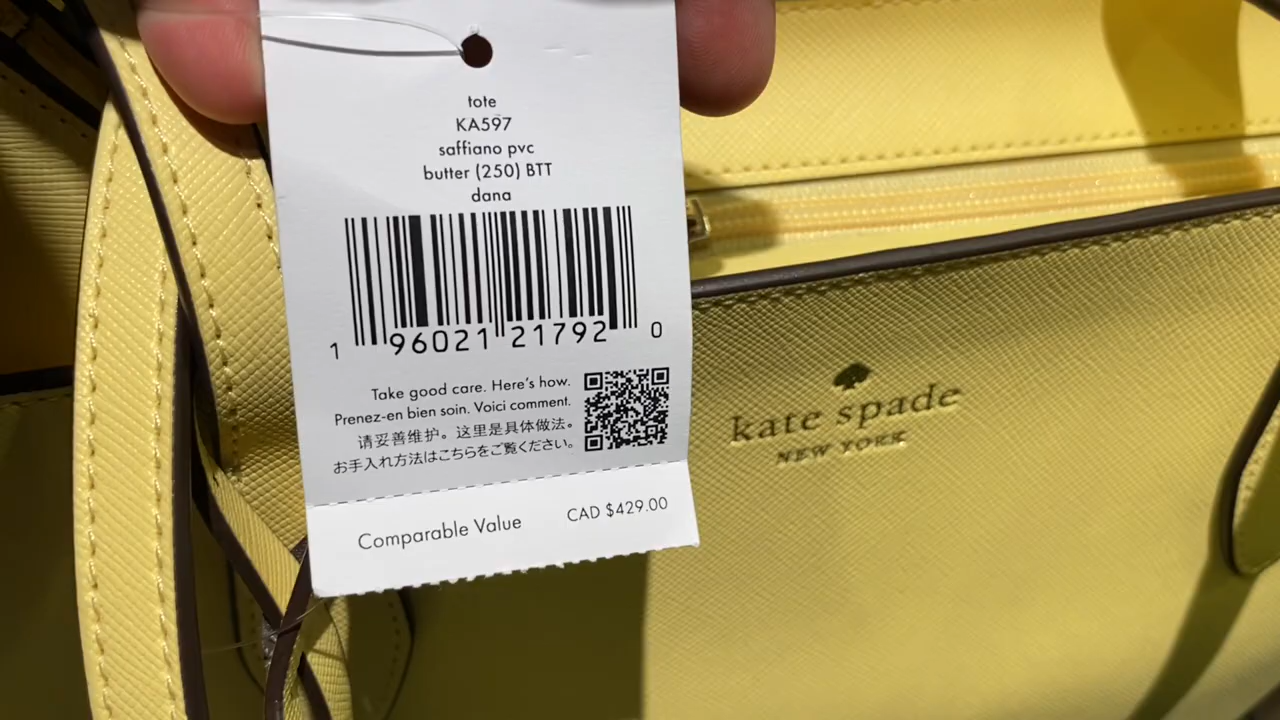 tote
KA597
saffiano pvc
butter (250) BTT
dana
1 96021 21792 0
Take good care. Here's how.
Prenez-en bien soin. Voici comment.
请妥善维护。这里是具体做法。
お手入れ方法はこちらをご覧ください。
Comparable Value CAD $429.00
kate spade
NEW YORK